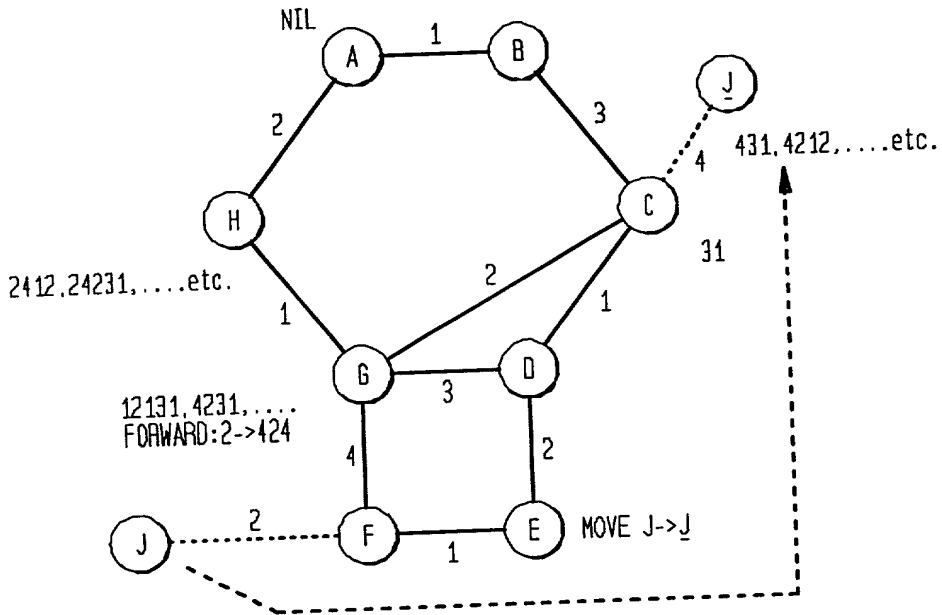 NIL
A
1
B
J
2
3
4
431,4212,....etc.
H
C
31
2412,24231,....etc.
2
1
1
G
3
D
12131,4231,....
FORWARD:2->424
4
2
J
2
F
1
E
MOVE J->J